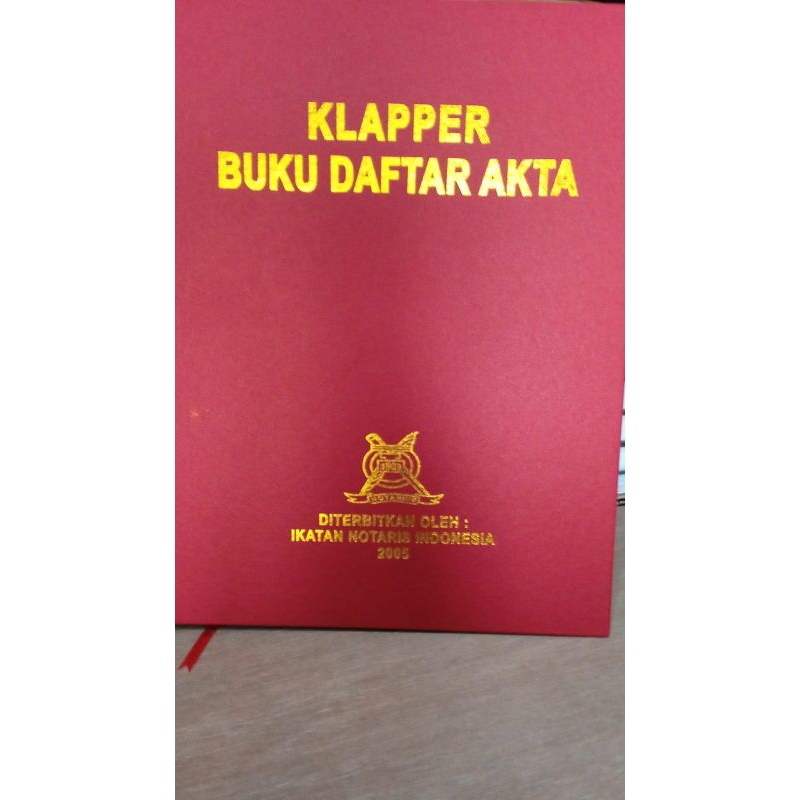 KLAPPER
BUKU DAFTAR AKTA
NOTARIS
DITERBITKAN OLEH :
IKATAN NOTARIS INDONESIA
2005